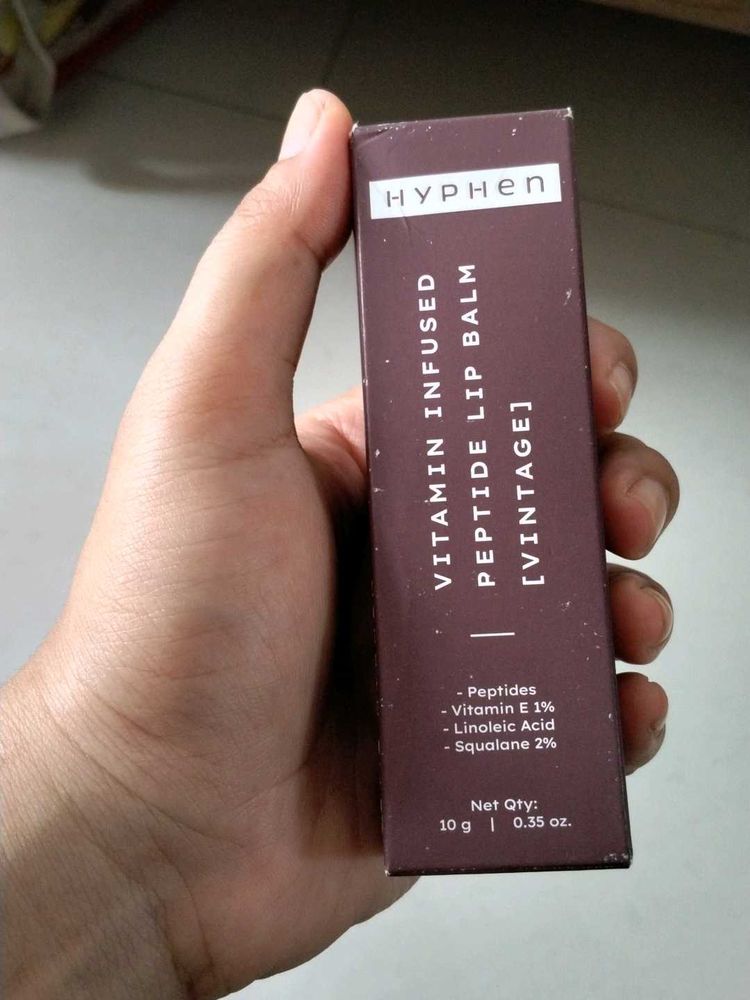 HYPHen
VITAMIN INFUSED
PEPTIDE LIP BALM
[VINTAGE]
- Peptides
- Vitamin E 1%
- Linoleic Acid
- Squalane 2%
Net Qty:
10 g | 0.35 oz.